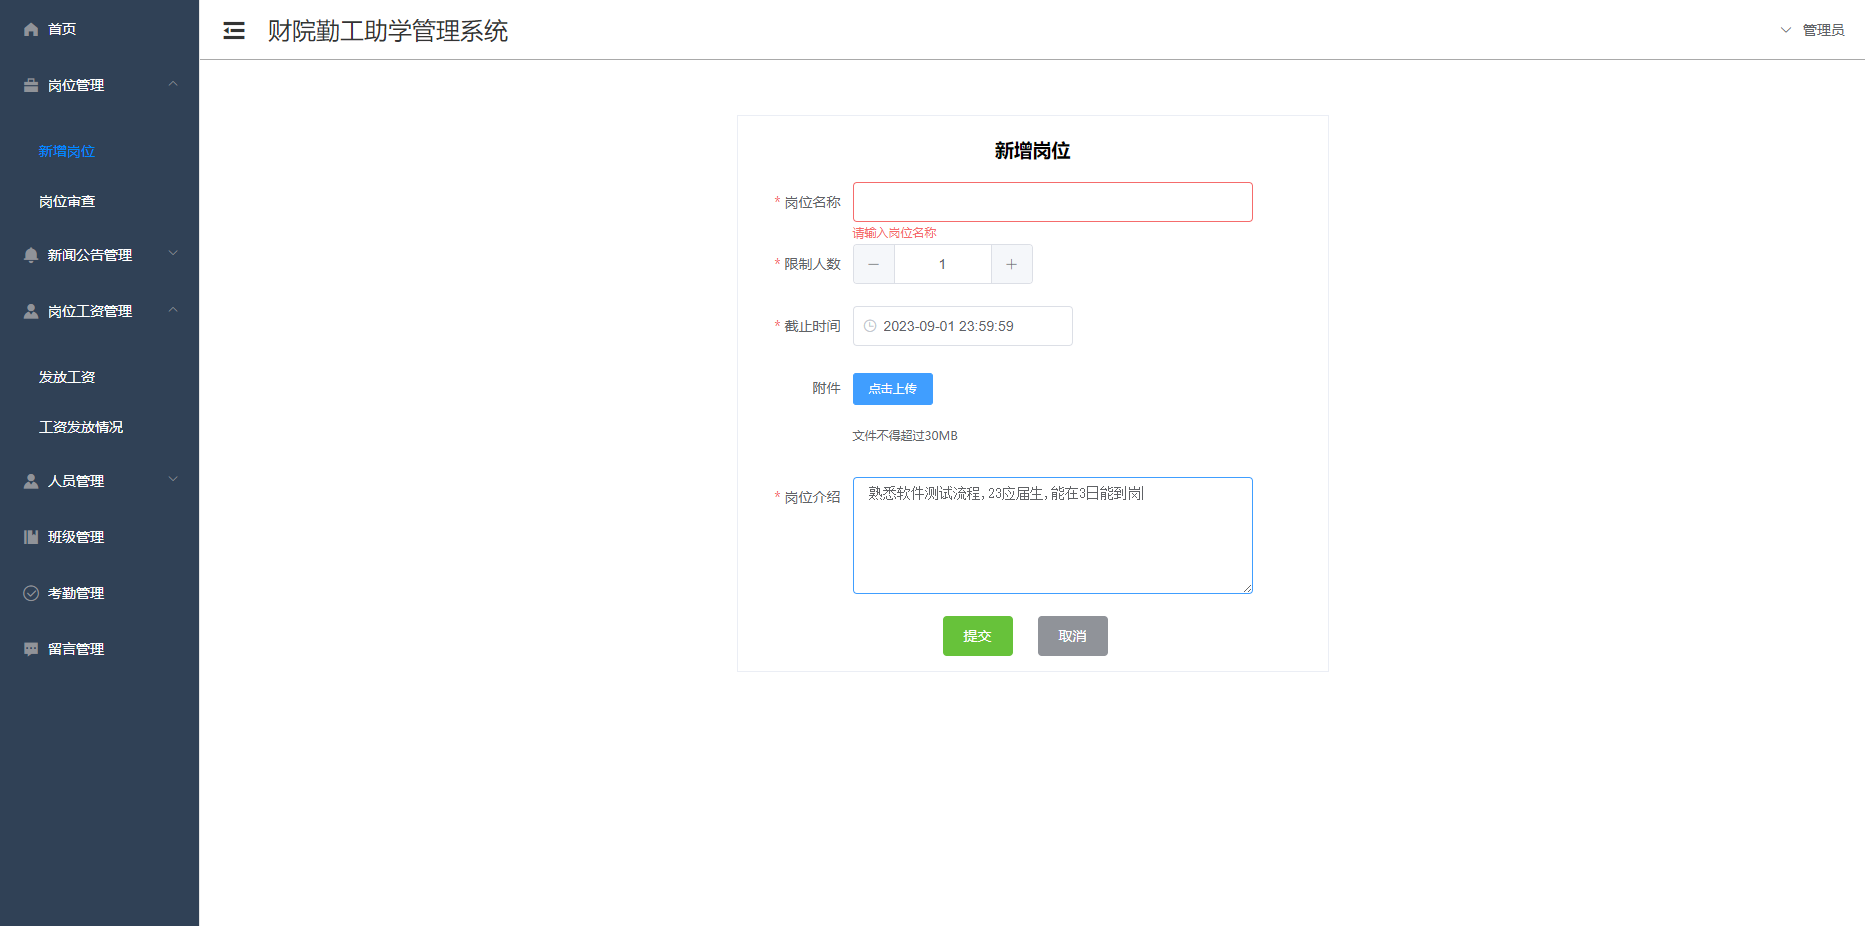 首页
岗位管理
新增岗位
岗位审查
新闻公告管理
岗位工资管理
发放工资
工资发放情况
人员管理
班级管理
考勤管理
留言管理
财院勤工助学管理系统
管理员
新增岗位
* 岗位名称
请输入岗位名称
* 限制人数 − 1 +
* 截止时间 2023-09-01 23:59:59
附件 点击上传
文件不得超过30MB
* 岗位介绍 熟悉软件测试流程,23应届生,能在3日能到岗
提交 取消